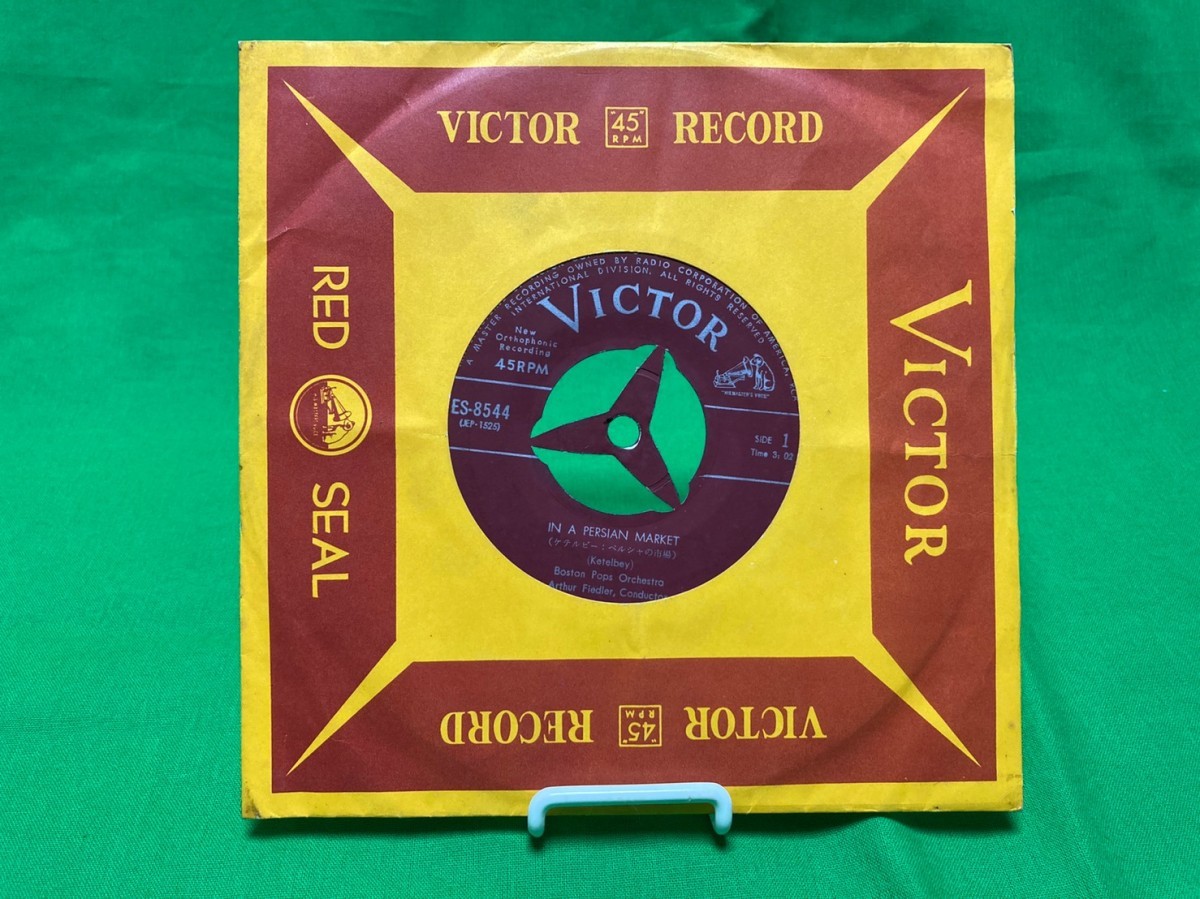 VICTOR "45" RPM RECORD
RED SEAL
VICTOR
A MASTER RECORDING OWNED BY RADIO CORPORATION OF AMERICA, RCA
INTERNATIONAL DIVISION. ALL RIGHTS RESERVED
VICTOR
New
Orthophonic
Recording
45RPM
"HIS MASTER'S VOICE"
ES-8544
(JEP-1525)
SIDE 1
Time 3:02
IN A PERSIAN MARKET
(ケテルビー:ペルシャの市場)
(Ketelbey)
Boston Pops Orchestra
Arthur Fiedler, Conductor
VICTOR "45" RPM RECORD